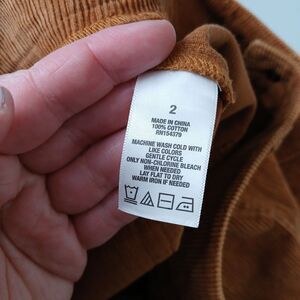 2
MADE IN CHINA
100% COTTON
RN154379
MACHINE WASH COLD WITH
LIKE COLORS
GENTLE CYCLE
ONLY NON-CHLORINE BLEACH
WHEN NEEDED
LAY FLAT TO DRY
WARM IRON IF NEEDED